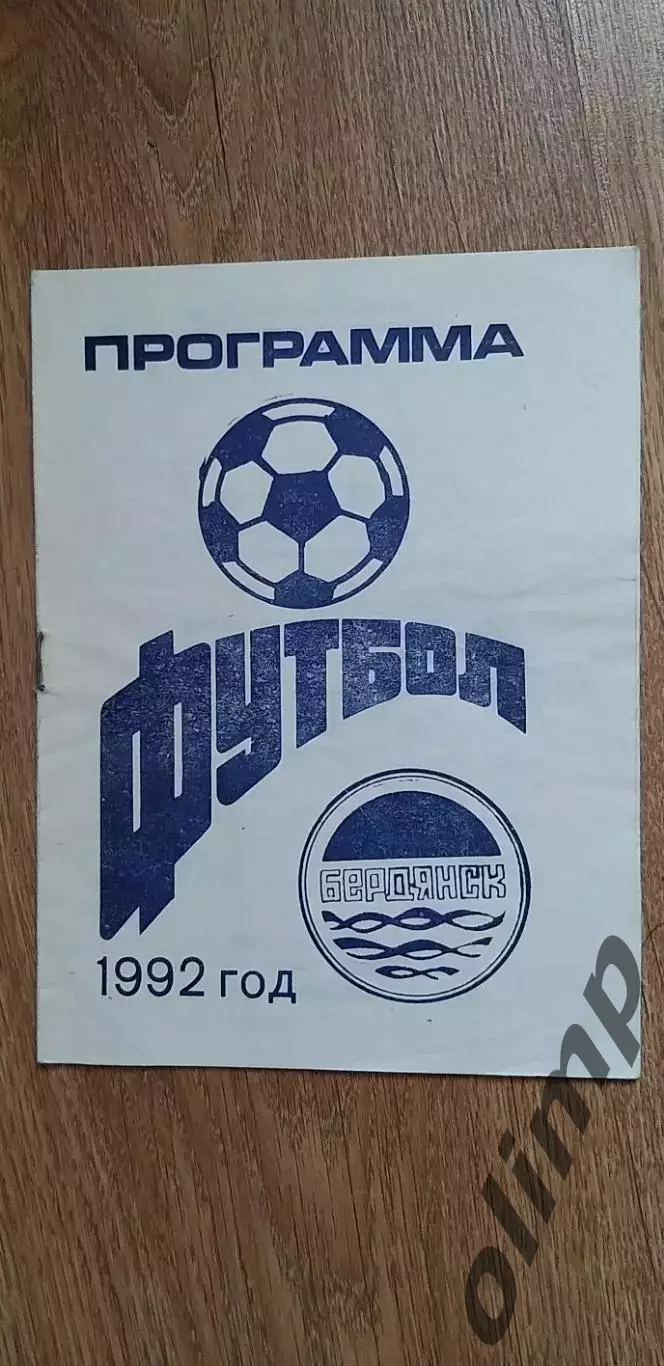 ПРОГРАММА
ФУТБОЛ
БЕРДЯНСК
1992 год
olimp